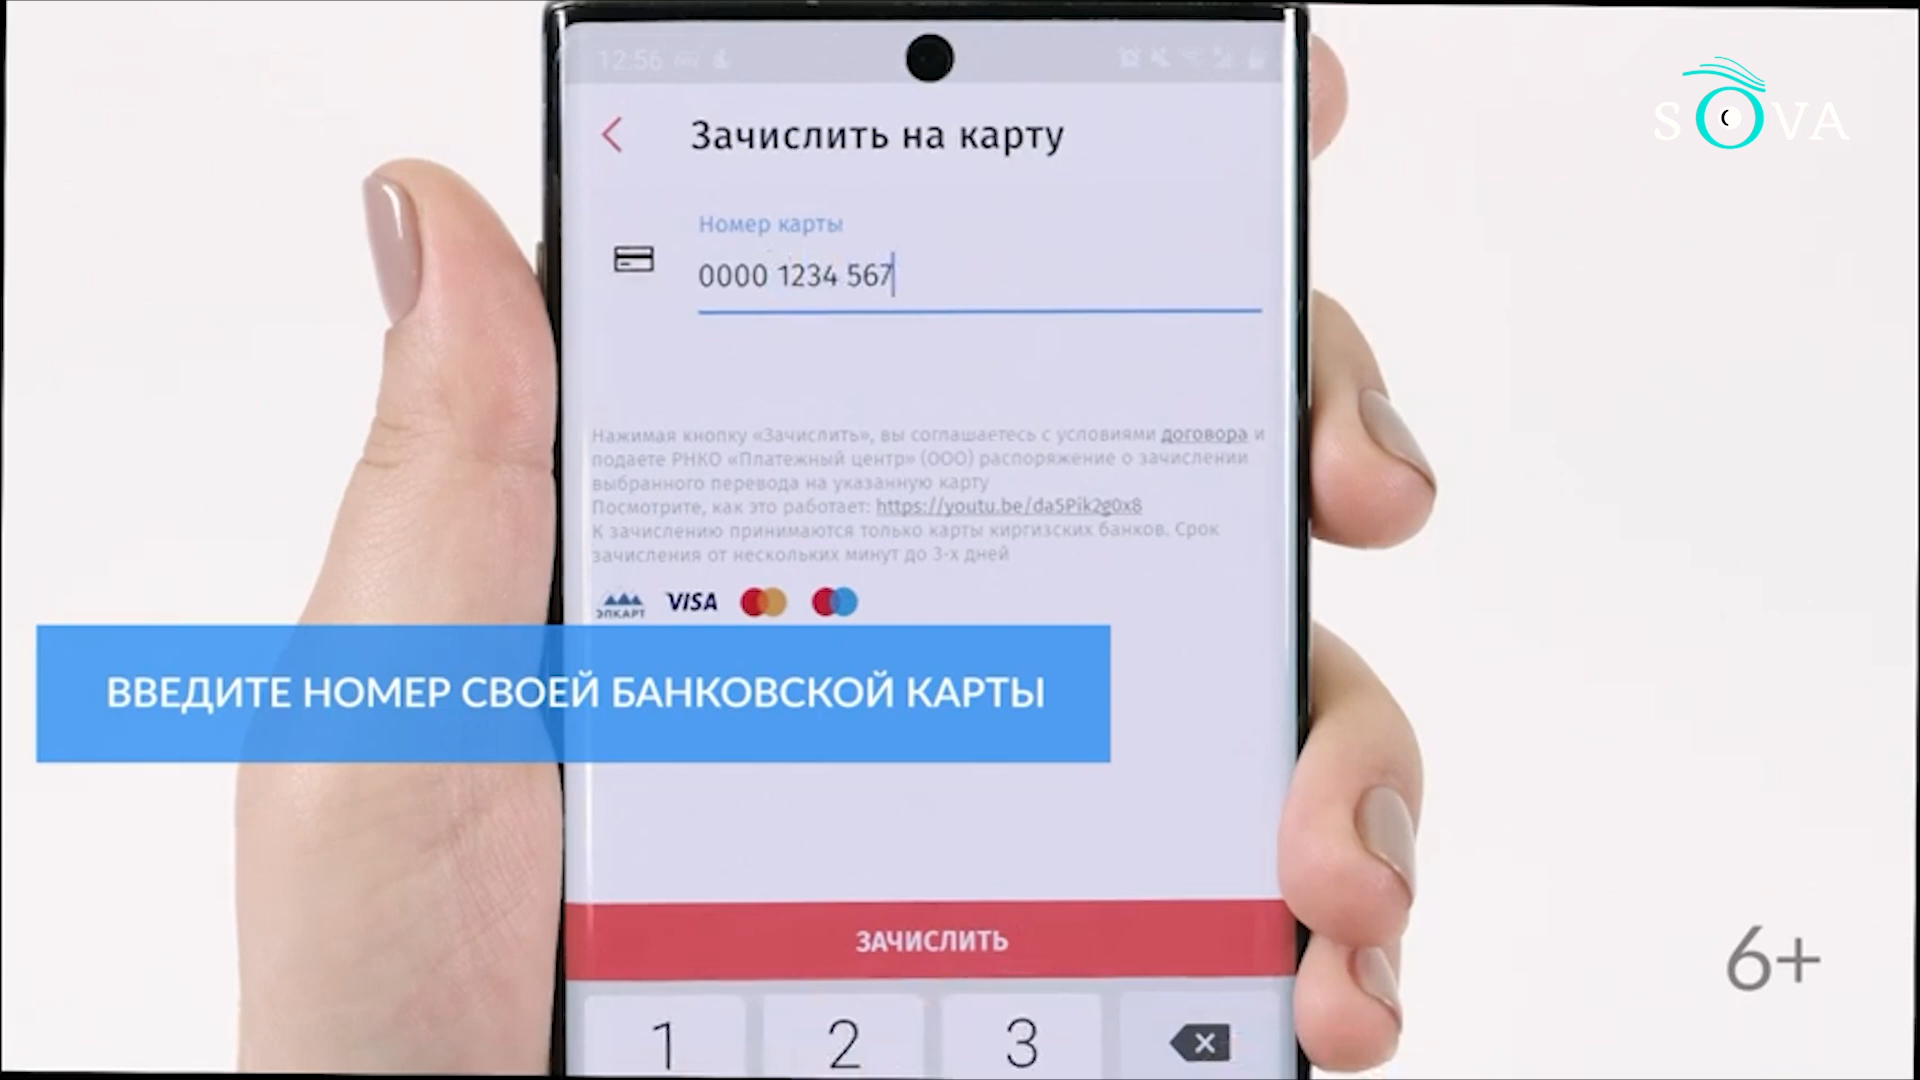 12:56
SOVA
Зачислить на карту
Номер карты
0000 1234 567
Нажимая кнопку «Зачислить», вы соглашаетесь с условиями договора и
подаете РНКО «Платежный центр» (ООО) распоряжение о зачислении
выбранного перевода на указанную карту
Посмотрите, как это работает: https://youtu.be/da5Pik2g0x8
К зачислению принимаются только карты киргизских банков. Срок
зачисления от нескольких минут до 3-х дней
ЭЛКАРТ VISA
ВВЕДИТЕ НОМЕР СВОЕЙ БАНКОВСКОЙ КАРТЫ
ЗАЧИСЛИТЬ
6+
1 2 3